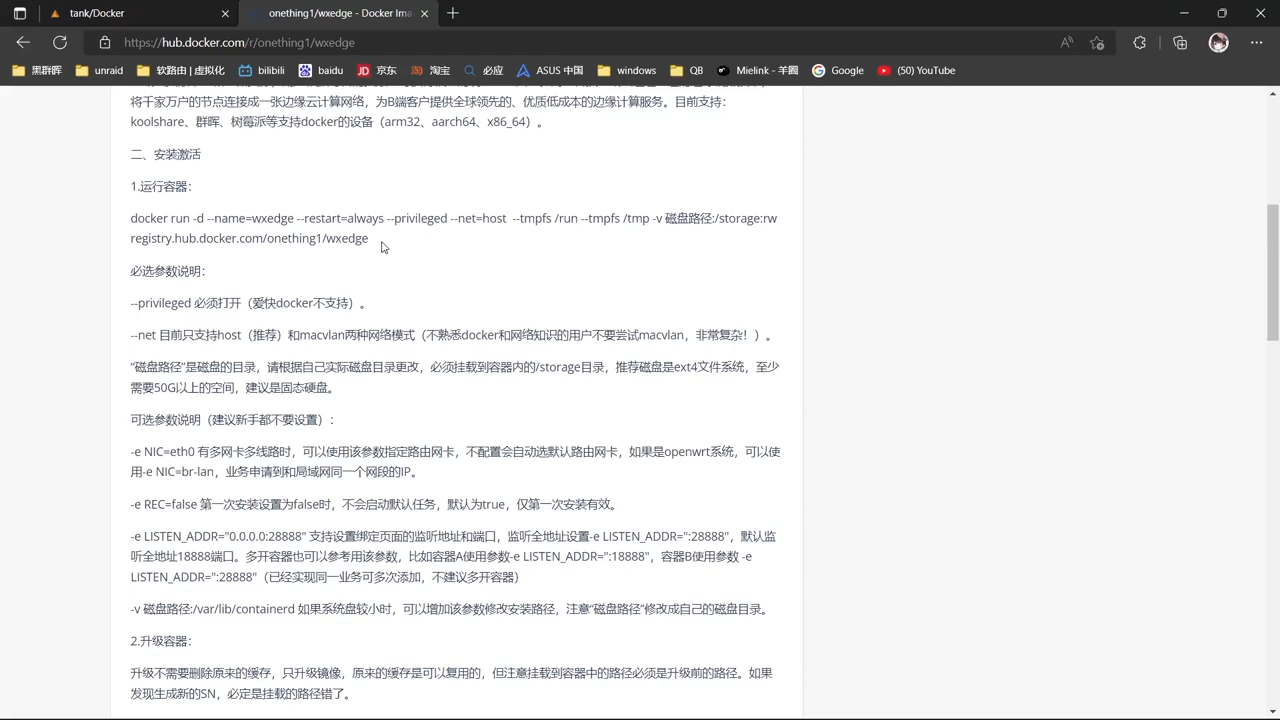 tank/Docker
onething1/wxedge - Docker Ima
https://hub.docker.com/r/onething1/wxedge
黑群晖
unraid
软路由 | 虚拟化
bilibili
baidu
京东
淘宝
必应
ASUS 中国
windows
QB
Mielink - 羊圈
Google
(50) YouTube
将千家万户的节点连接成一张边缘云计算网络，为B端客户提供全球领先的、优质低成本的边缘计算服务。目前支持：
koolshare、群晖、树莓派等支持docker的设备（arm32、aarch64、x86_64）。
二、安装激活
1.运行容器：
docker run -d --name=wxedge --restart=always --privileged --net=host --tmpfs /run --tmpfs /tmp -v 磁盘路径:/storage:rw
registry.hub.docker.com/onething1/wxedge
必选参数说明：
--privileged 必须打开（爱快docker不支持）。
--net 目前只支持host（推荐）和macvlan两种网络模式（不熟悉docker和网络知识的用户不要尝试macvlan，非常复杂！）。
“磁盘路径”是磁盘的目录，请根据自己实际磁盘目录更改，必须挂载到容器内的/storage目录，推荐磁盘是ext4文件系统，至少
需要50G以上的空间，建议是固态硬盘。
可选参数说明（建议新手都不要设置）：
-e NIC=eth0 有多网卡多线路时，可以使用该参数指定路由网卡，不配置会自动选默认路由网卡，如果是openwrt系统，可以使
用-e NIC=br-lan，业务申请到和局域网同一个网段的IP。
-e REC=false 第一次安装设置为false时，不会启动默认任务，默认为true，仅第一次安装有效。
-e LISTEN_ADDR="0.0.0.0:28888" 支持设置绑定页面的监听地址和端口，监听全地址设置-e LISTEN_ADDR=":28888"，默认监
听全地址18888端口。多开容器也可以参考用该参数，比如容器A使用参数-e LISTEN_ADDR=":18888"，容器B使用参数 -e
LISTEN_ADDR=":28888"（已经实现同一业务可多次添加，不建议多开容器）
-v 磁盘路径:/var/lib/containerd 如果系统盘较小时，可以增加该参数修改安装路径，注意“磁盘路径”修改成自己的磁盘目录。
2.升级容器：
升级不需要删除原来的缓存，只升级镜像，原来的缓存是可以复用的，但注意挂载到容器中的路径必须是升级前的路径。如果
发现生成新的SN，必定是挂载的路径错了。